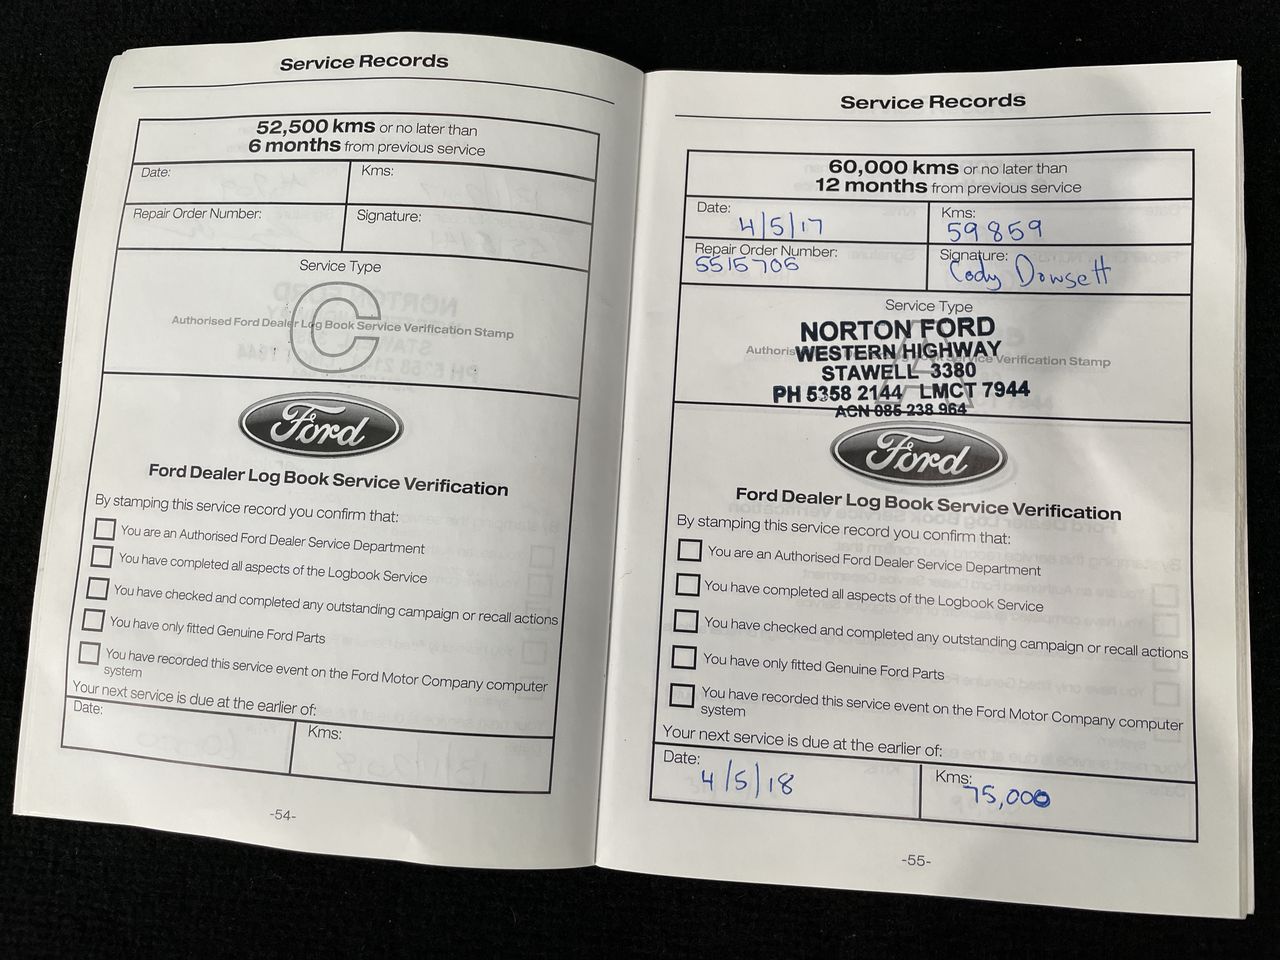 Service Records
52,500 kms or no later than
6 months from previous service
Date:
Kms:
Repair Order Number:
Signature:
Service Type
C
Authorised Ford Dealer Log Book Service Verification Stamp
Ford
Ford Dealer Log Book Service Verification
By stamping this service record you confirm that:
You are an Authorised Ford Dealer Service Department
You have completed all aspects of the Logbook Service
You have checked and completed any outstanding campaign or recall actions
You have only fitted Genuine Ford Parts
You have recorded this service event on the Ford Motor Company computer
system
Your next service is due at the earlier of:
Date:
Kms:
-54-
Service Records
60,000 kms or no later than
12 months from previous service
Date:
4/5/17
Kms:
59859
Repair Order Number:
5515705
Signature:
Cody Dowsett
Service Type
NORTON FORD
WESTERN HIGHWAY
STAWELL 3380
PH 5358 2144 LMCT 7944
ACN 085 238 964
A
Service Verification Stamp
Ford
Ford Dealer Log Book Service Verification
By stamping this service record you confirm that:
You are an Authorised Ford Dealer Service Department
You have completed all aspects of the Logbook Service
You have checked and completed any outstanding campaign or recall actions
You have only fitted Genuine Ford Parts
You have recorded this service event on the Ford Motor Company computer
system
Your next service is due at the earlier of:
Date:
4/5/18
Kms:
75,000
-55-